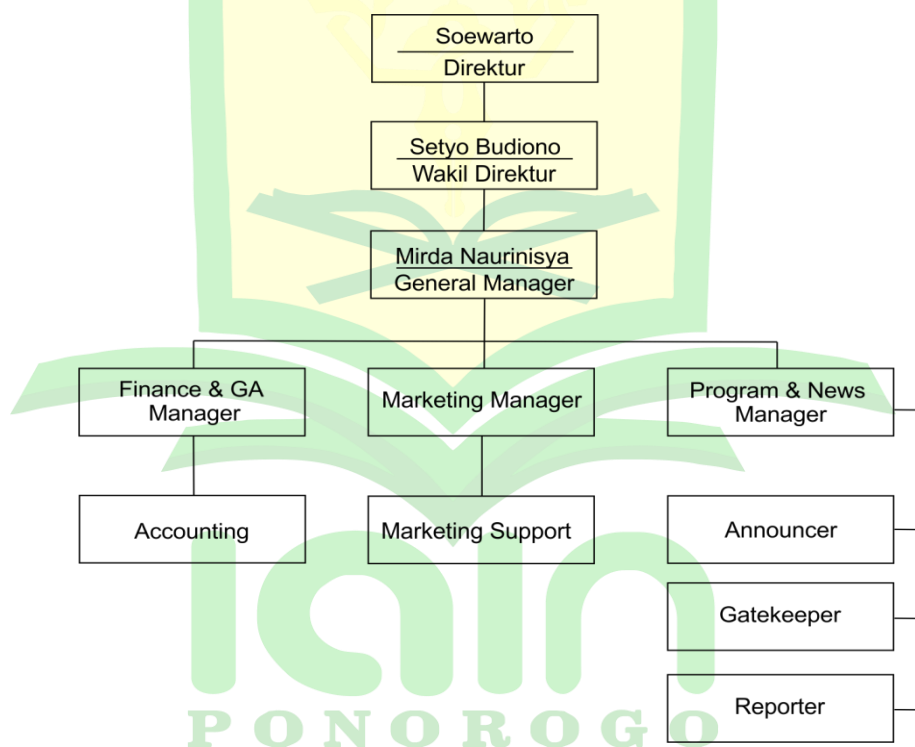 Soewarto
Direktur
Setyo Budiono
Wakil Direktur
Mirda Naurinisya
General Manager
Finance & GA
Manager
Marketing Manager
Program & News
Manager
Accounting
Marketing Support
Announcer
Gatekeeper
Reporter
iain
PONOROGO